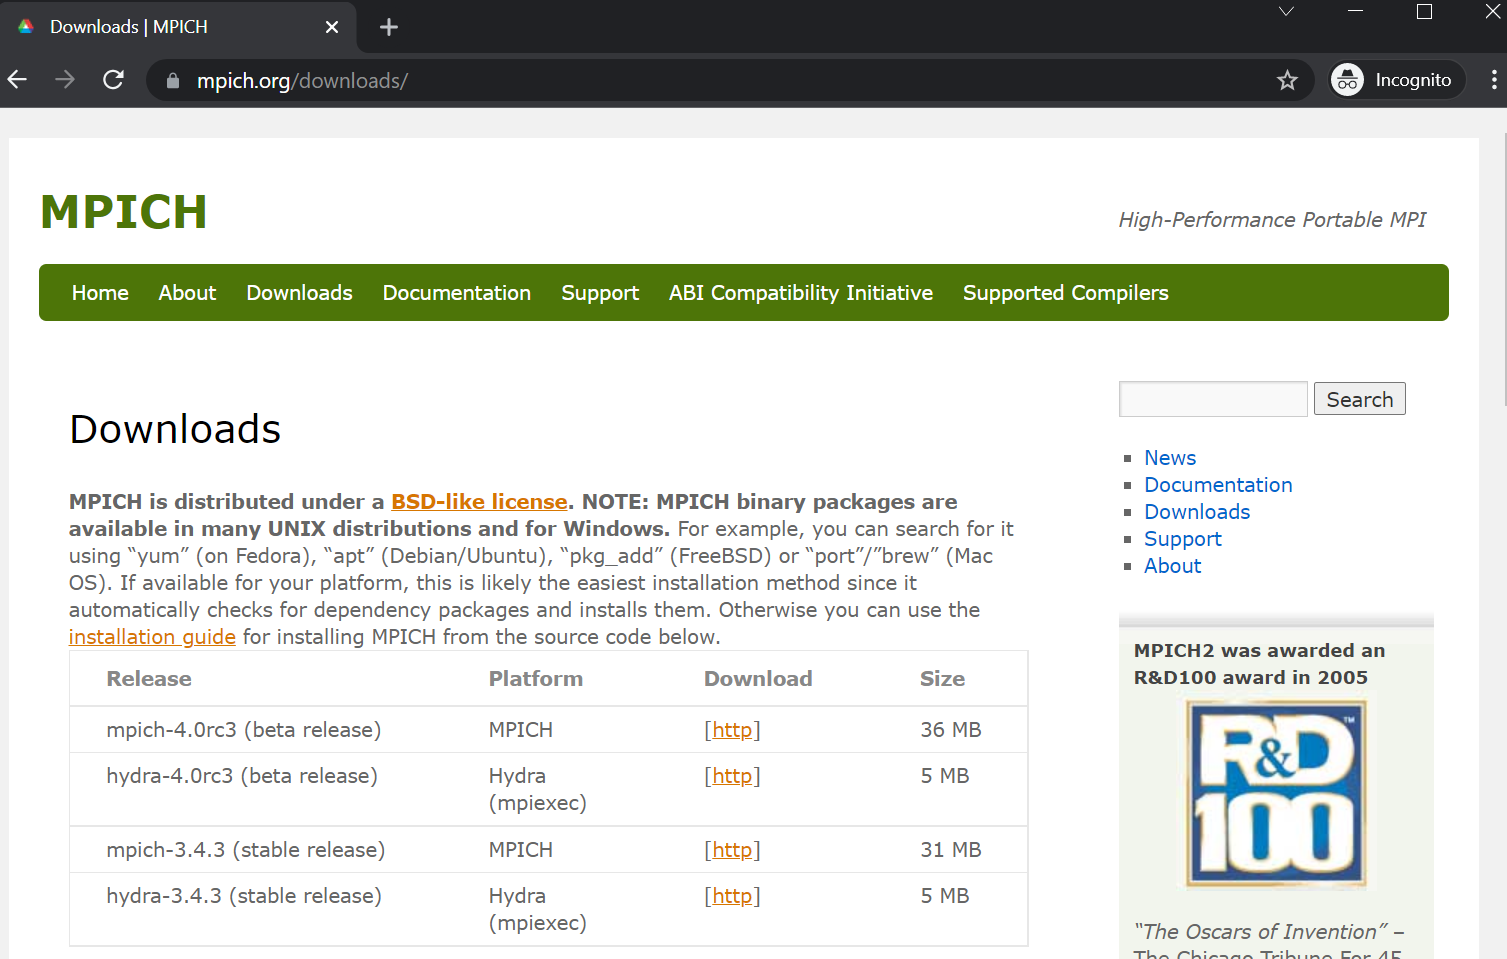 Downloads | MPICH
mpich.org/downloads/
Incognito
MPICH
High-Performance Portable MPI
Home About Downloads Documentation Support ABI Compatibility Initiative Supported Compilers
Downloads
MPICH is distributed under a BSD-like license. NOTE: MPICH binary packages are
available in many UNIX distributions and for Windows. For example, you can search for it
using “yum” (on Fedora), “apt” (Debian/Ubuntu), “pkg_add” (FreeBSD) or “port”/”brew” (Mac
OS). If available for your platform, this is likely the easiest installation method since it
automatically checks for dependency packages and installs them. Otherwise you can use the
installation guide for installing MPICH from the source code below.
Release Platform Download Size
mpich-4.0rc3 (beta release) MPICH [http] 36 MB
hydra-4.0rc3 (beta release) Hydra [http] 5 MB
(mpiexec)
mpich-3.4.3 (stable release) MPICH [http] 31 MB
hydra-3.4.3 (stable release) Hydra [http] 5 MB
(mpiexec)
Search
News
Documentation
Downloads
Support
About
MPICH2 was awarded an
R&D100 award in 2005
R&D™
100
“The Oscars of Invention” –
The Chicago Tribune For 45